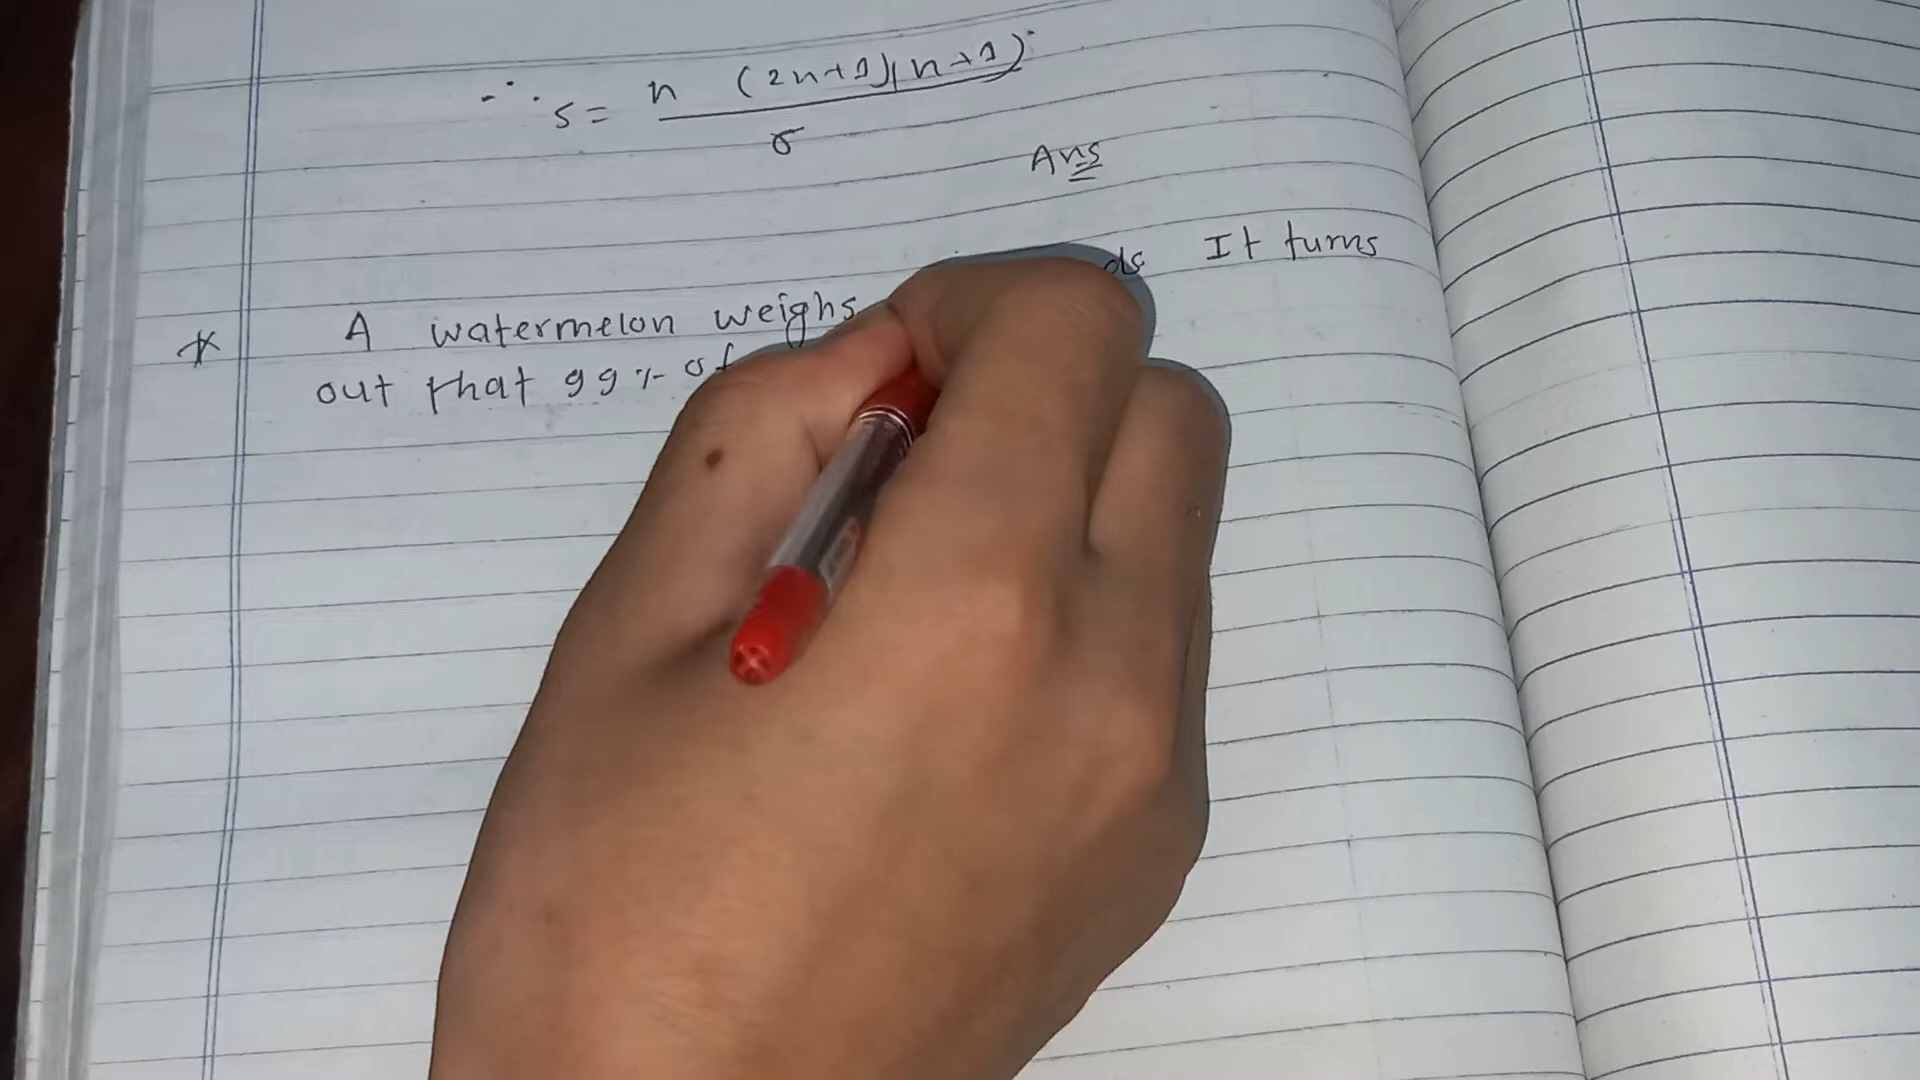 ∴ s = n (2n+1)(n+1) / 6
Ans
* A watermelon weighs It turns
out that 99% of